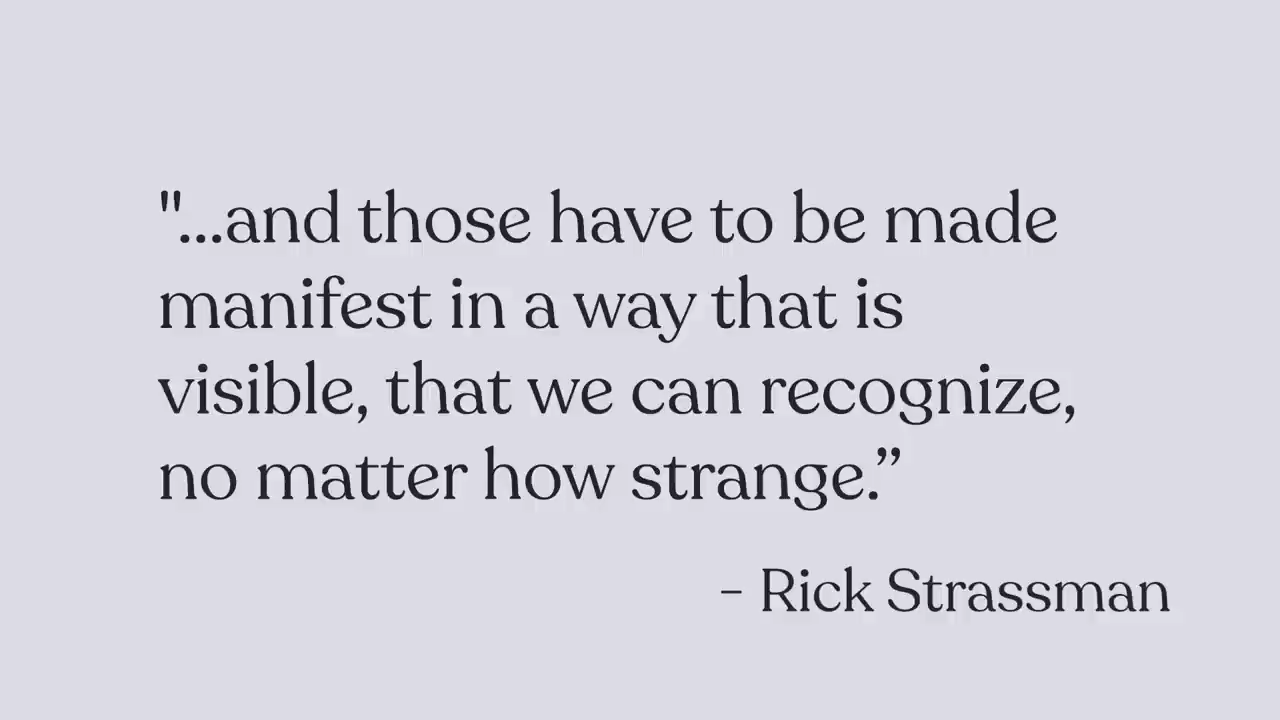 "...and those have to be made
manifest in a way that is
visible, that we can recognize,
no matter how strange.”
– Rick Strassman